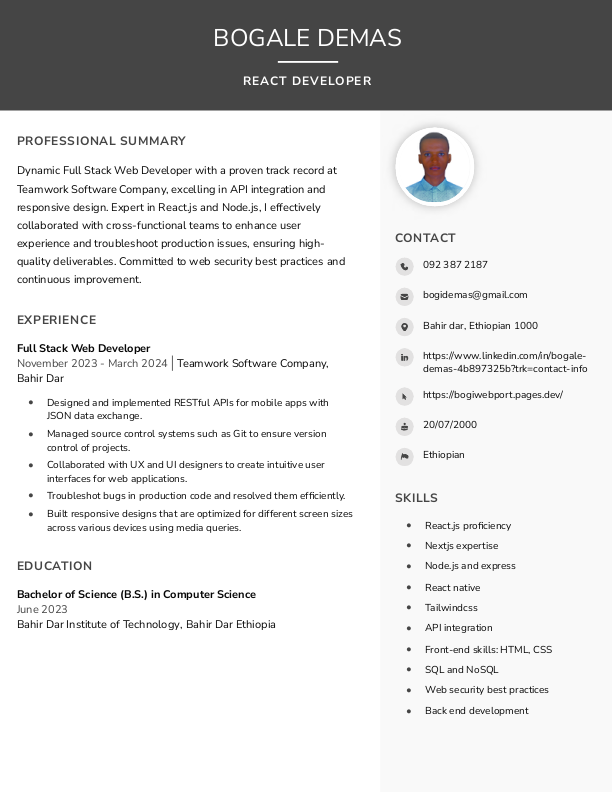 BOGALE DEMAS
REACT DEVELOPER
PROFESSIONAL SUMMARY
Dynamic Full Stack Web Developer with a proven track record at
Teamwork Software Company, excelling in API integration and
responsive design. Expert in React.js and Node.js, I effectively
collaborated with cross-functional teams to enhance user
experience and troubleshoot production issues, ensuring high-
quality deliverables. Committed to web security best practices and
continuous improvement.
EXPERIENCE
Full Stack Web Developer
November 2023 - March 2024 | Teamwork Software Company,
Bahir Dar
• Designed and implemented RESTful APIs for mobile apps with
JSON data exchange.
• Managed source control systems such as Git to ensure version
control of projects.
• Collaborated with UX and UI designers to create intuitive user
interfaces for web applications.
• Troubleshot bugs in production code and resolved them efficiently.
• Built responsive designs that are optimized for different screen sizes
across various devices using media queries.
EDUCATION
Bachelor of Science (B.S.) in Computer Science
June 2023
Bahir Dar Institute of Technology, Bahir Dar Ethiopia
CONTACT
092 387 2187
bogidemas@gmail.com
Bahir dar, Ethiopian 1000
https://www.linkedin.com/in/bogale-
demas-4b897325b?trk=contact-info
https://bogiwebport.pages.dev/
20/07/2000
Ethiopian
SKILLS
• React.js proficiency
• Nextjs expertise
• Node.js and express
• React native
• Tailwindcss
• API integration
• Front-end skills: HTML, CSS
• SQL and NoSQL
• Web security best practices
• Back end development